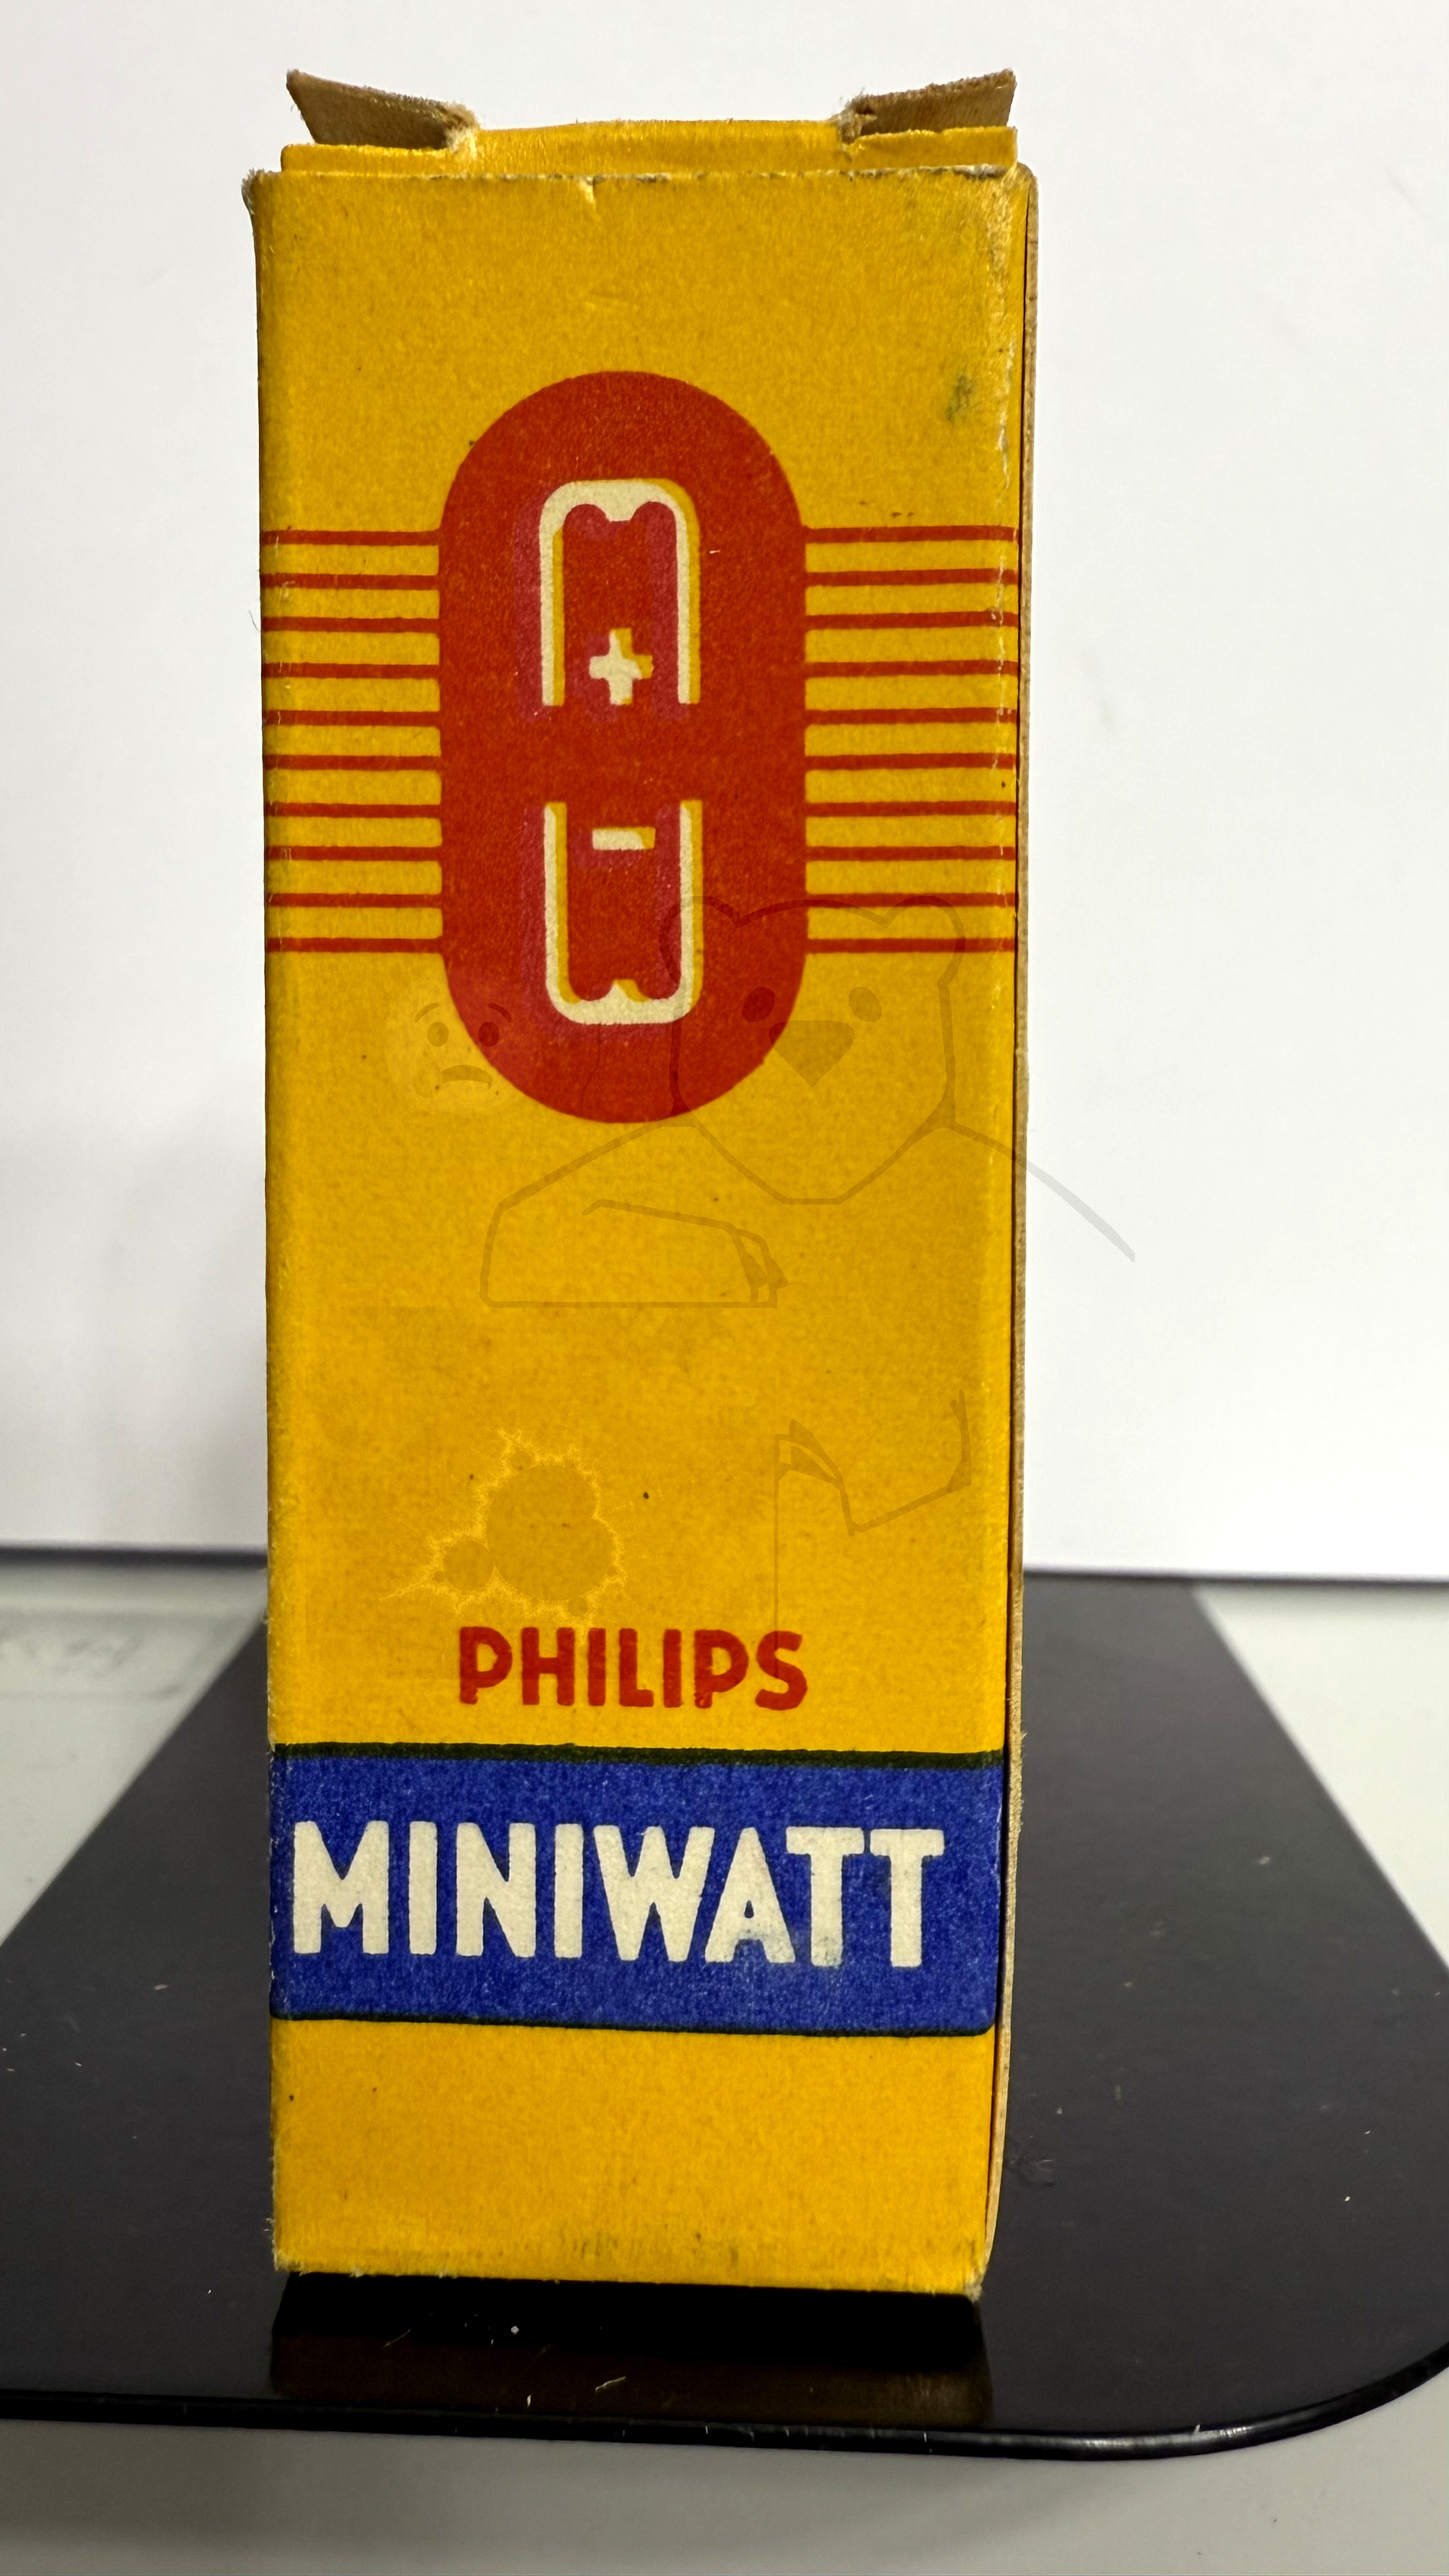 +
-
PHILIPS
MINIWATT